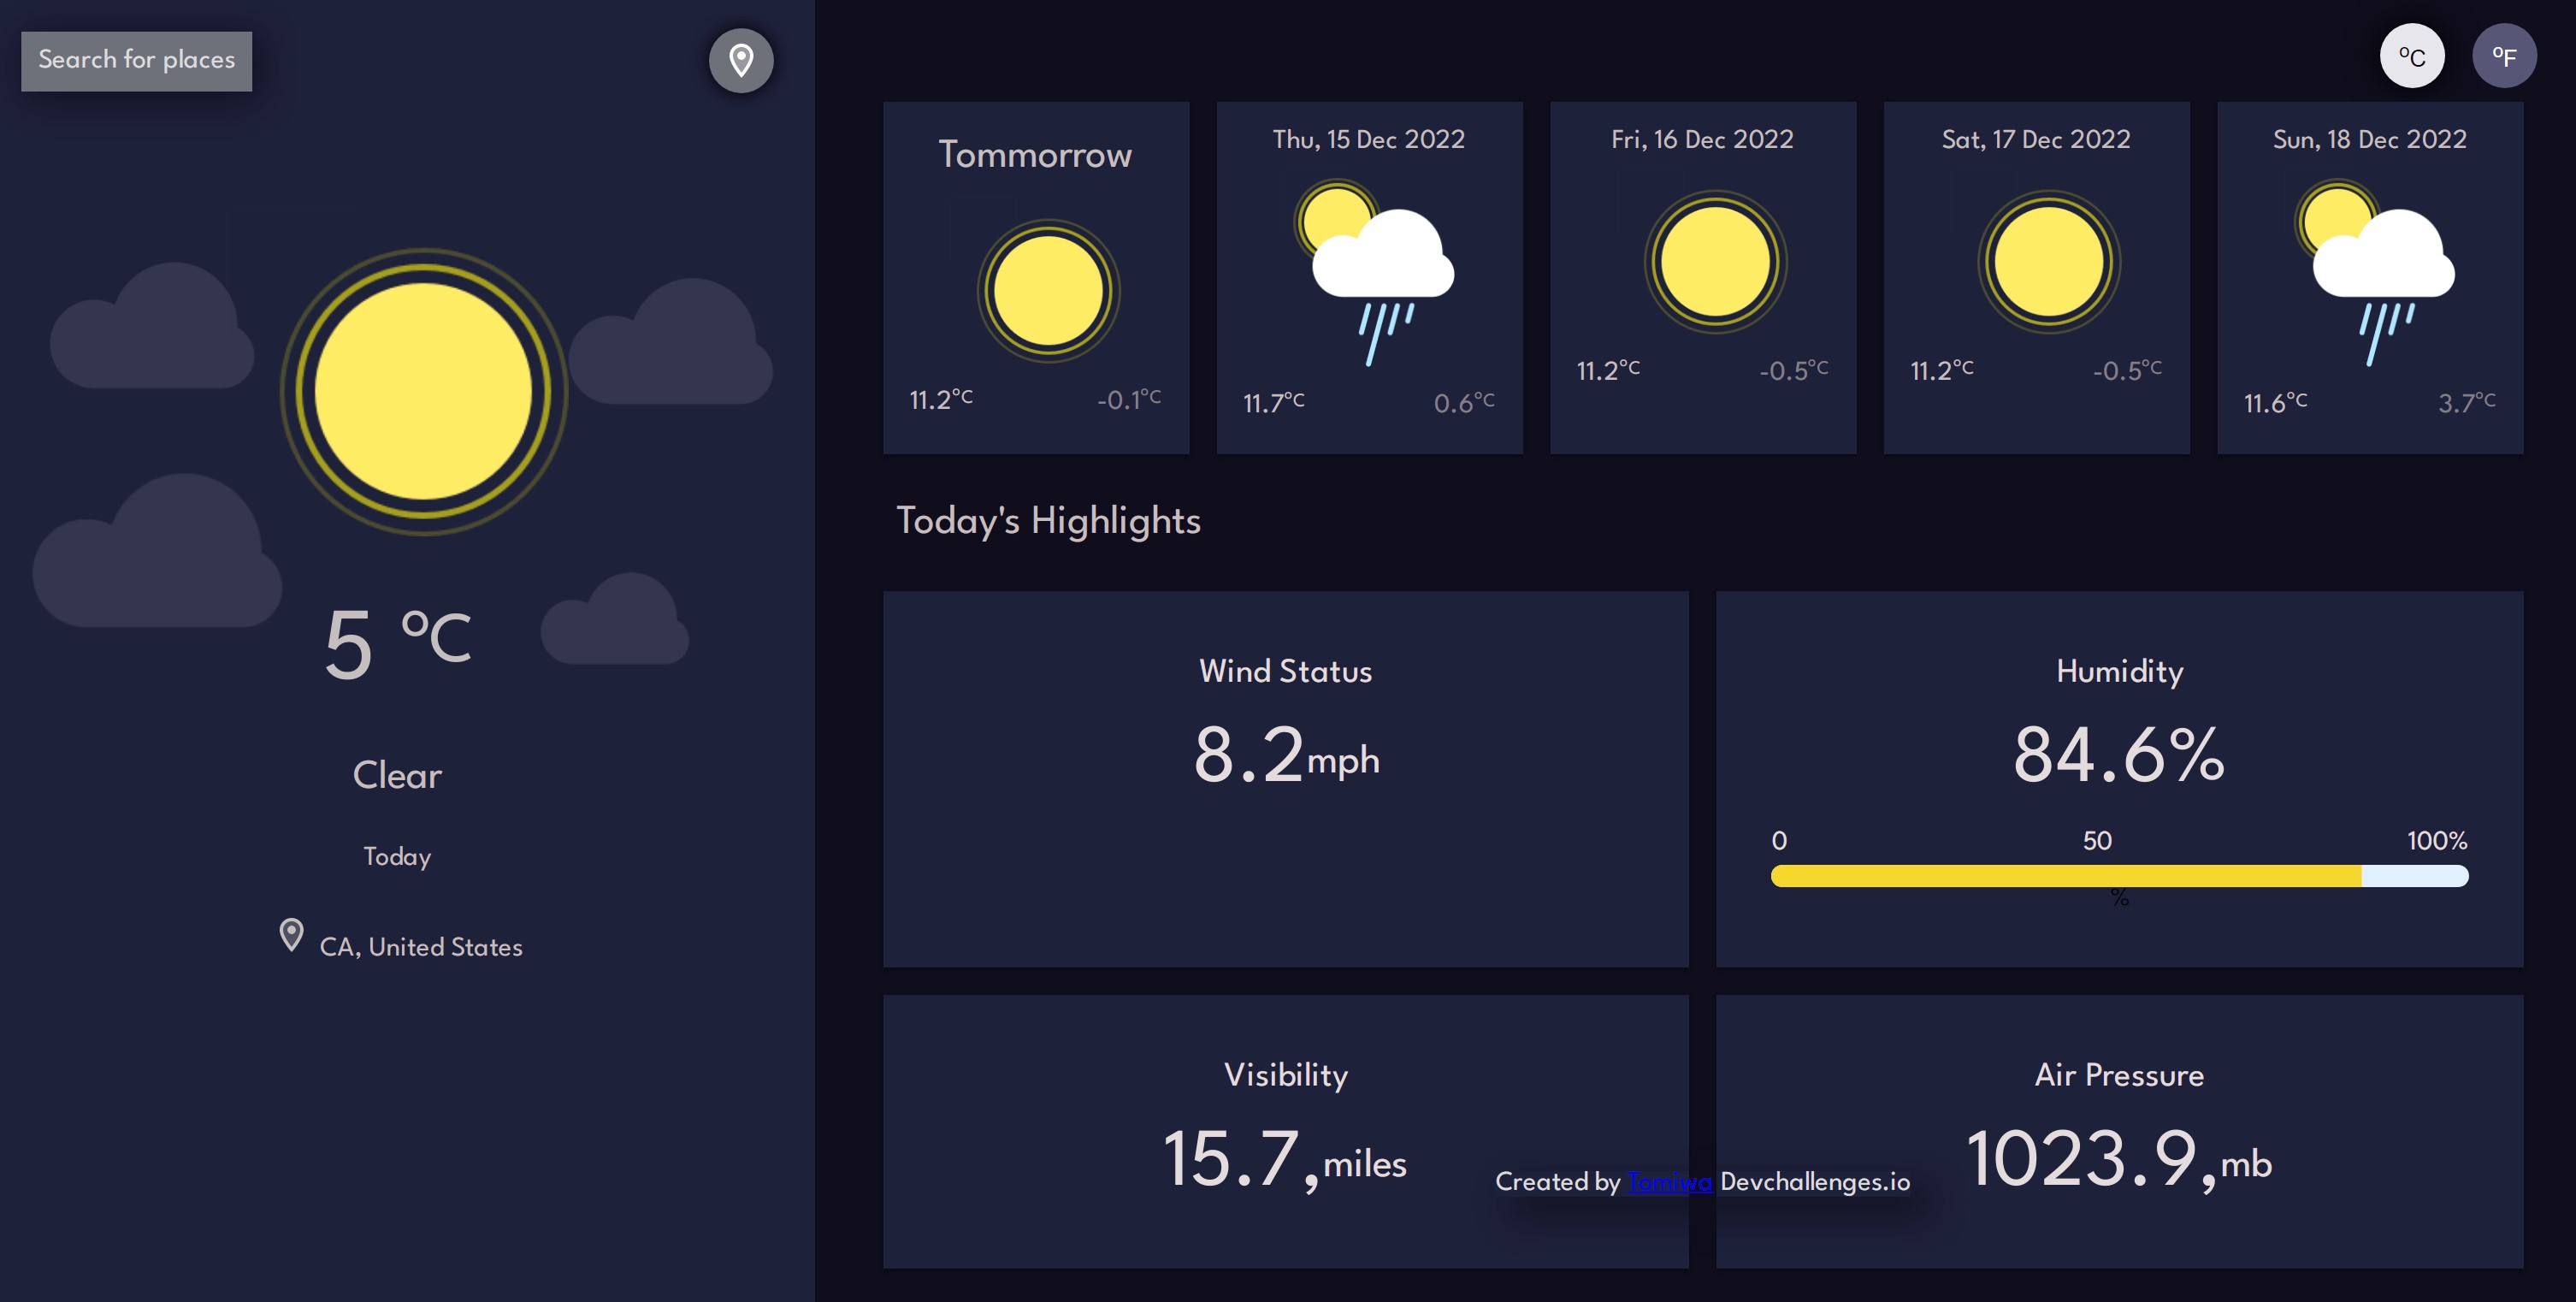 Search for places
5 °C
Clear
Today
CA, United States
°C
°F
Tommorrow
11.2°C -0.1°C
Thu, 15 Dec 2022
11.7°C 0.6°C
Fri, 16 Dec 2022
11.2°C -0.5°C
Sat, 17 Dec 2022
11.2°C -0.5°C
Sun, 18 Dec 2022
11.6°C 3.7°C
Today's Highlights
Wind Status
8.2mph
Humidity
84.6%
0 50 100%
%
Visibility
15.7,miles
Air Pressure
1023.9,mb
Created by Tomiwa Devchallenges.io